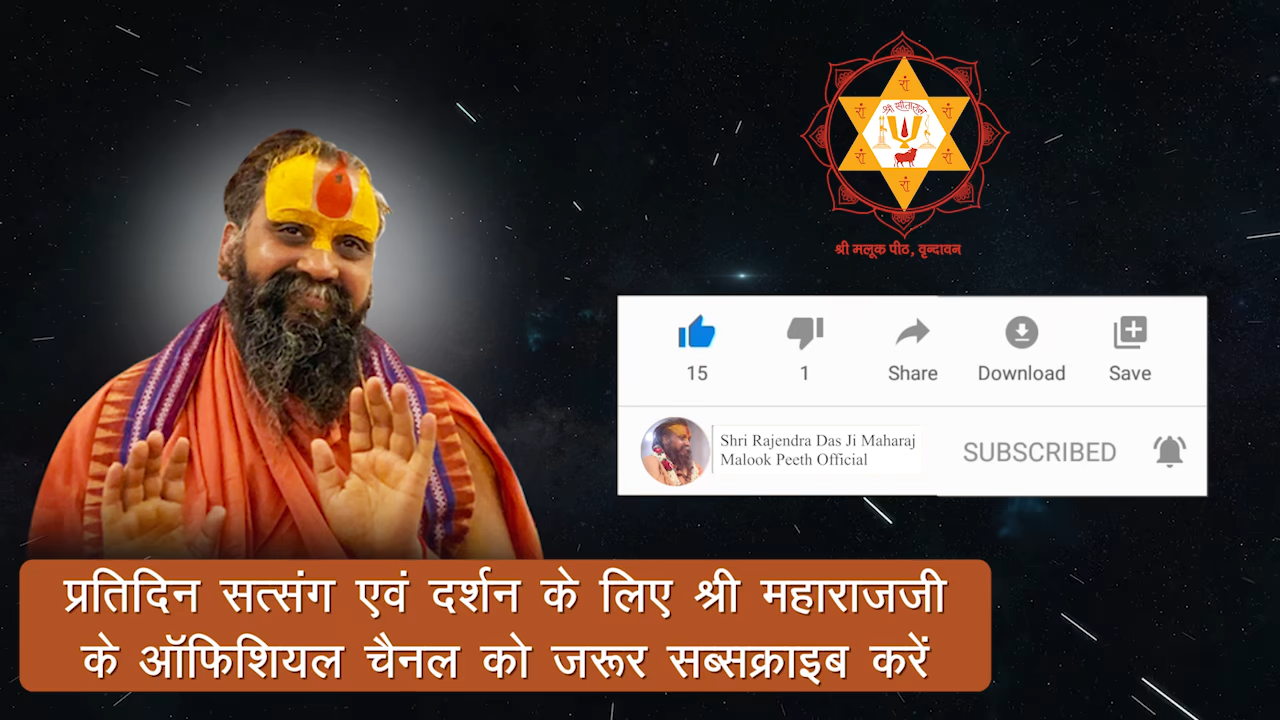 रां
रां
रां
श्री सीताराम
रां
रां
रां
श्री मलूक पीठ, वृन्दावन
15
1
Share
Download
Save
Shri Rajendra Das Ji Maharaj
Malook Peeth Official
SUBSCRIBED
प्रतिदिन सत्संग एवं दर्शन के लिए श्री महाराजजी
के ऑफिशियल चैनल को जरूर सब्सक्राइब करें